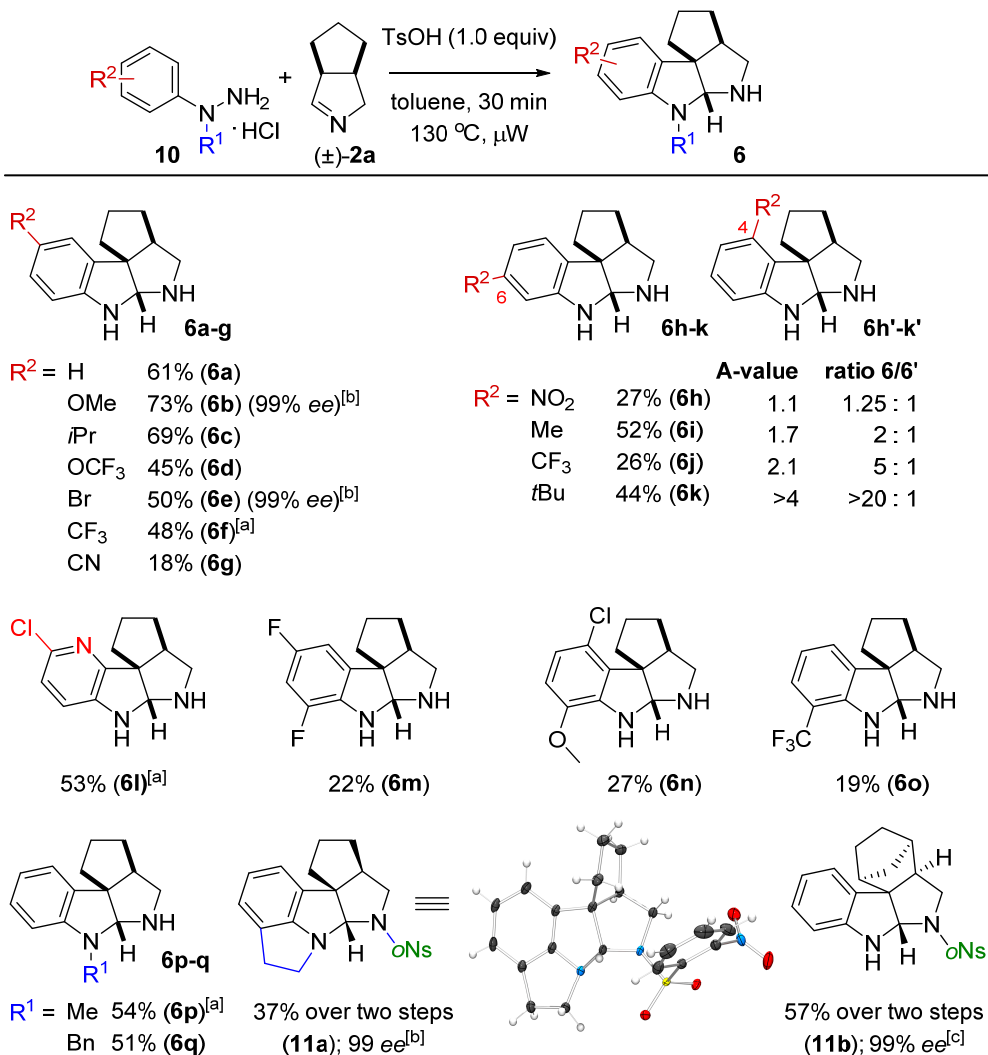 R² N NH₂ ·HCl R¹ 10
+
N (±)-2a
TsOH (1.0 equiv)
toluene, 30 min
130 °C, μW
R² N R¹ H NH 6
R² N H H NH 6a-g
R² = H 61% (6a)
OMe 73% (6b) (99% ee)[b]
iPr 69% (6c)
OCF₃ 45% (6d)
Br 50% (6e) (99% ee)[b]
CF₃ 48% (6f)[a]
CN 18% (6g)
R² 6 N H H NH 6h-k
R² 4 N H H NH 6h'-k'
A-value ratio 6/6'
R² = NO₂ 27% (6h) 1.1 1.25 : 1
Me 52% (6i) 1.7 2 : 1
CF₃ 26% (6j) 2.1 5 : 1
tBu 44% (6k) >4 >20 : 1
Cl N N H H NH
53% (6l)[a]
F F N H H NH
22% (6m)
Cl O N H H NH
27% (6n)
F₃C N H H NH
19% (6o)
N R¹ H NH 6p-q
R¹ = Me 54% (6p)[a]
Bn 51% (6q)
N H N oNs
37% over two steps
(11a); 99 ee[b]
H N H H N oNs
57% over two steps
(11b); 99% ee[c]